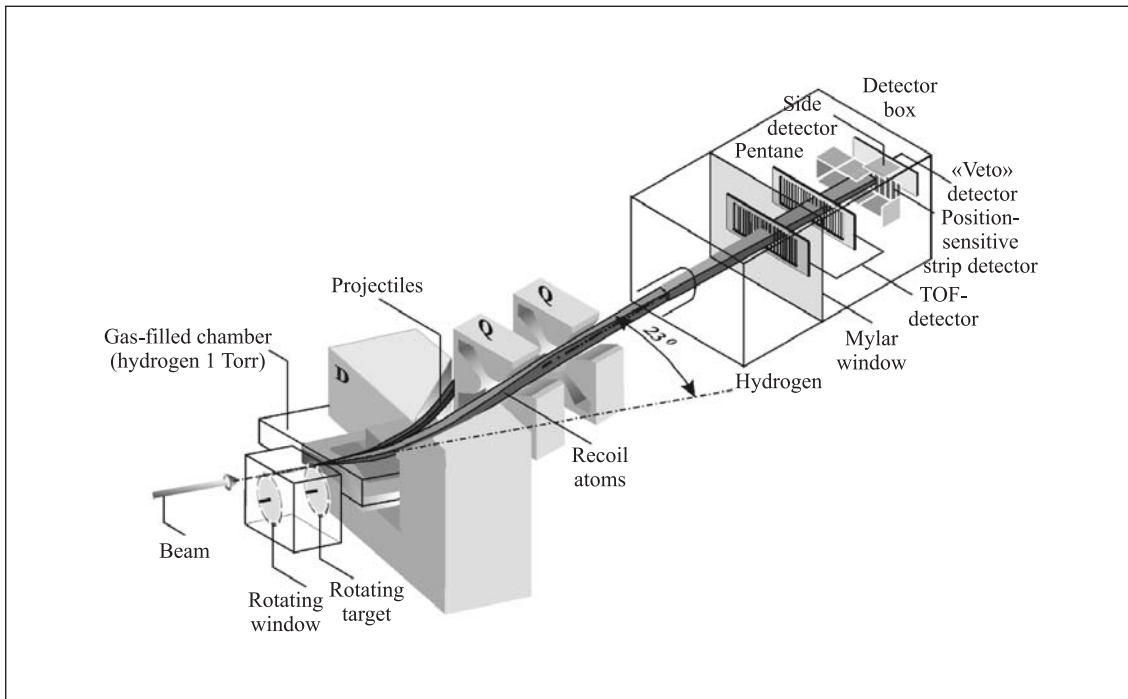 Detector
box
Side
detector
Pentane
«Veto»
detector
Position-
sensitive
strip detector
TOF-
detector
Mylar
window
Hydrogen
Projectiles
Q
Q
23 º
Gas-filled chamber
(hydrogen 1 Torr)
D
Recoil
atoms
Beam
Rotating
window
Rotating
target